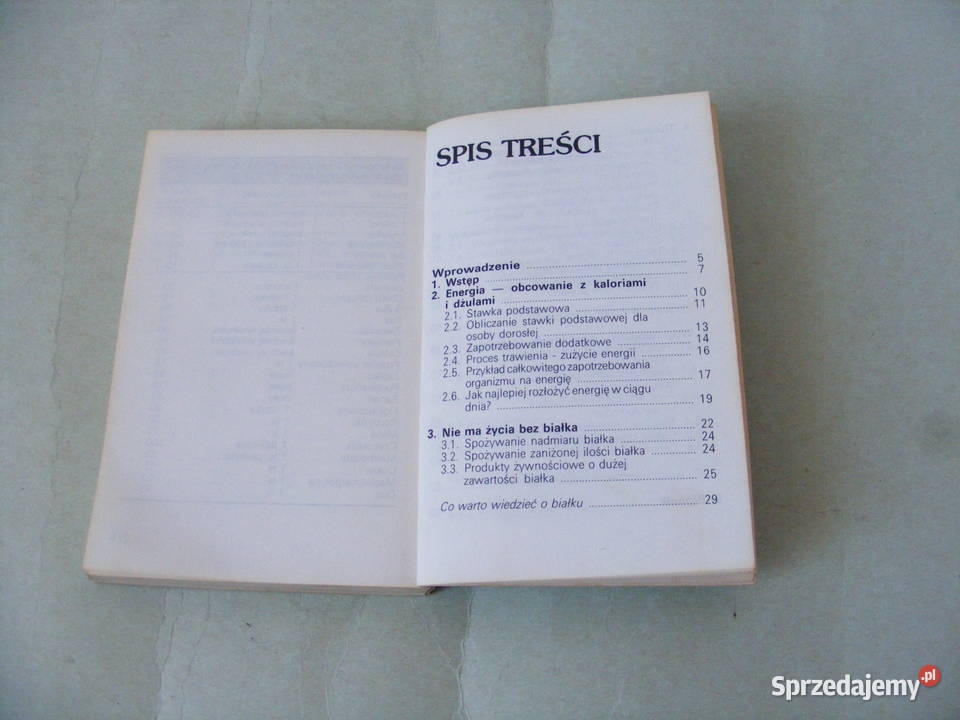 SPIS TREŚCI
Wprowadzenie ........ 5
1. Wstęp ........ 7
2. Energia — obcowanie z kaloriami
i dżulami ........ 10
2.1. Stawka podstawowa ........ 11
2.2. Obliczanie stawki podstawowej dla
osoby dorosłej ........ 13
2.3. Zapotrzebowanie dodatkowe ........ 14
2.4. Proces trawienia - zużycie energii ........ 16
2.5. Przykład całkowitego zapotrzebowania
organizmu na energię ........ 17
2.6. Jak najlepiej rozłożyć energię w ciągu
dnia? ........ 19
3. Nie ma życia bez białka ........ 22
3.1. Spożywanie nadmiaru białka ........ 24
3.2. Spożywanie zaniżonej ilości białka ........ 24
3.3. Produkty żywnościowe o dużej
zawartości białka ........ 25
Co warto wiedzieć o białku ........ 29
Sprzedajemy.pl